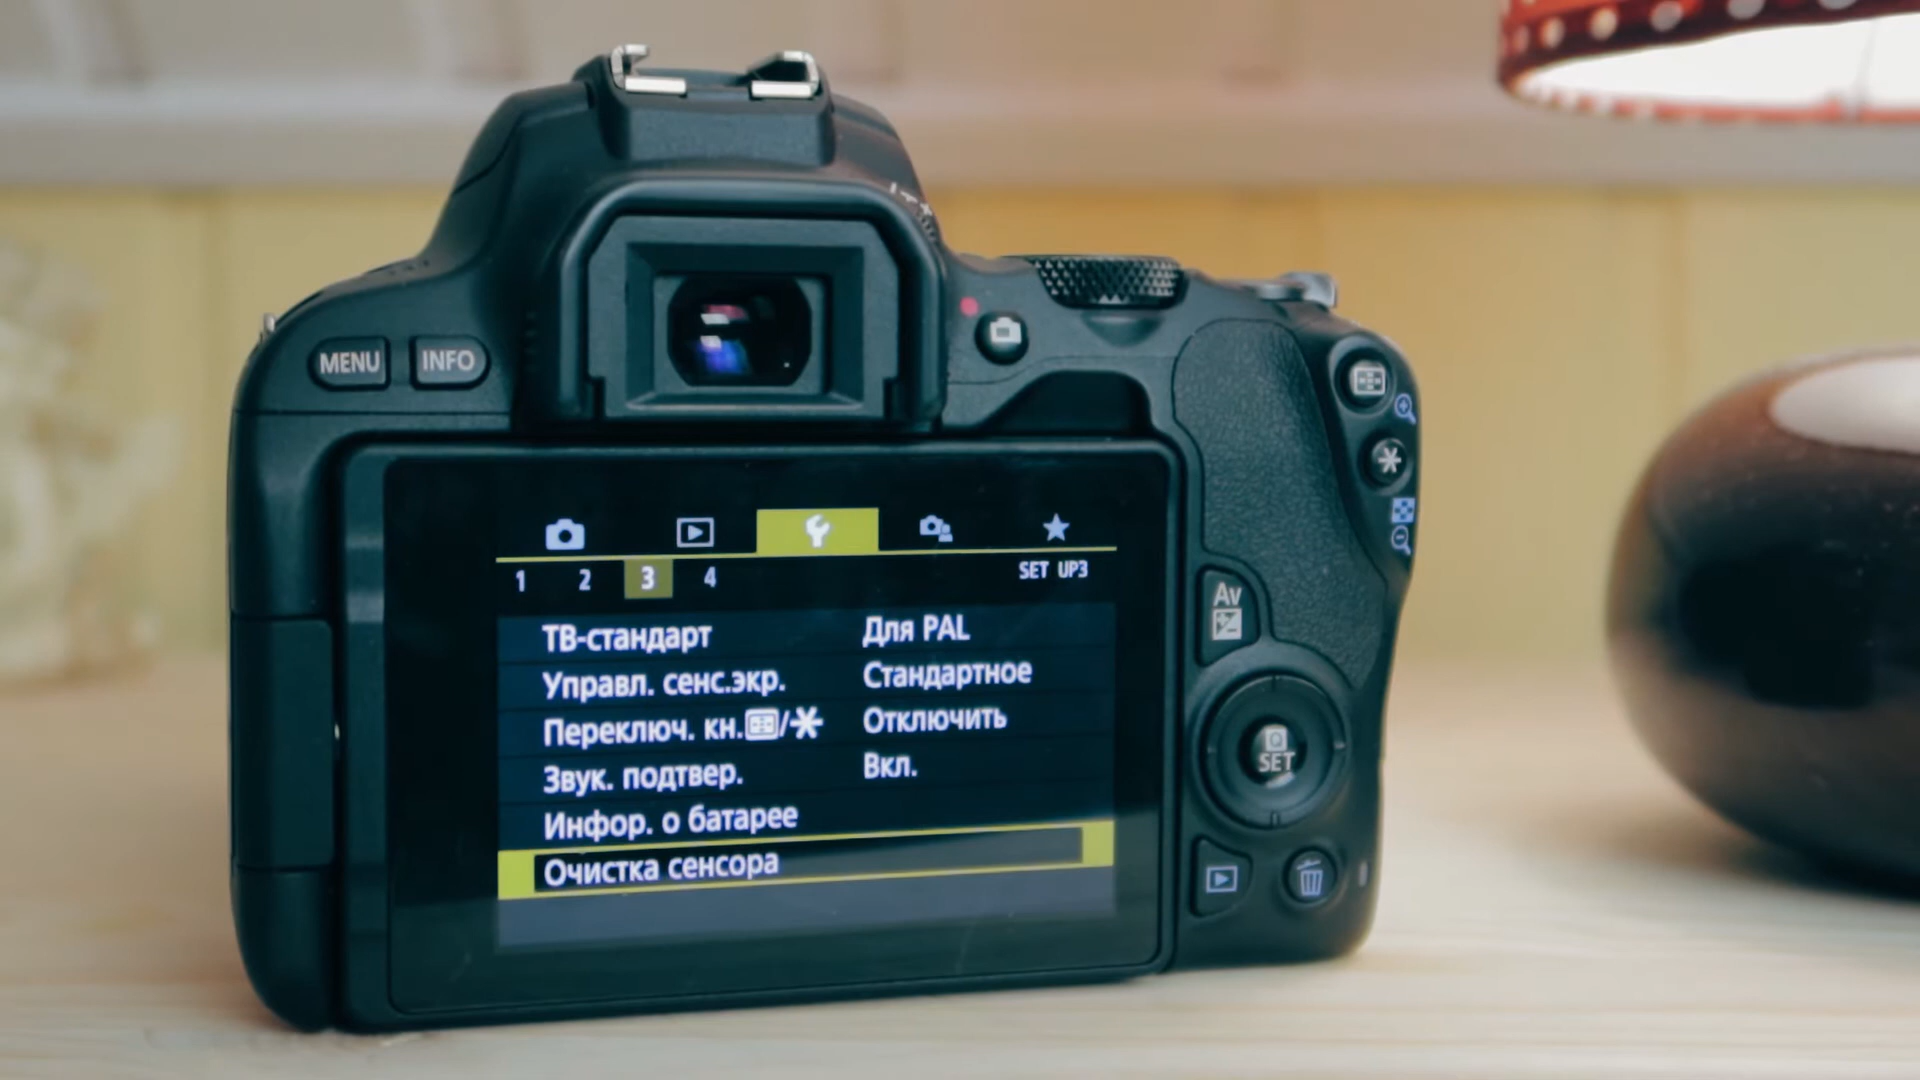 MENU INFO
1 2 3 4 SET UP3
ТВ-стандарт Для PAL
Управл. сенс.экр. Стандартное
Переключ. кн. / Отключить
Звук. подтвер. Вкл.
Инфор. о батарее
Очистка сенсора
Av
Q
SET